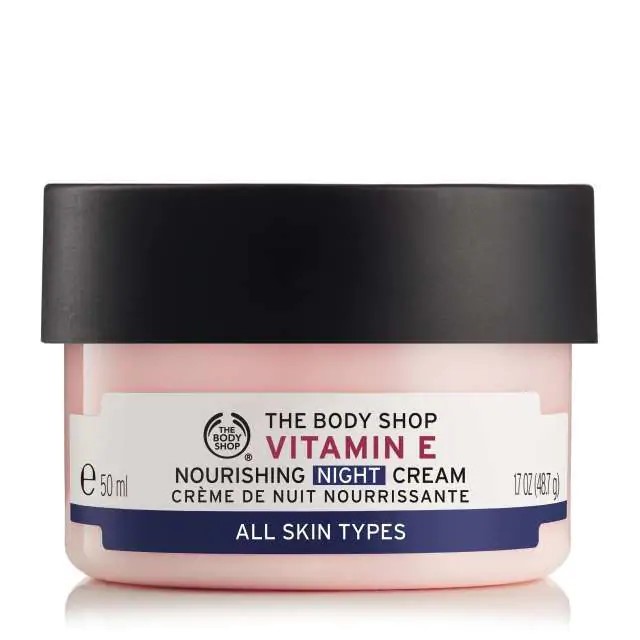 THE
BODY
SHOP
®
THE BODY SHOP
VITAMIN E
NOURISHING NIGHT CREAM
CRÈME DE NUIT NOURRISSANTE
℮ 50 ml
1.7 OZ (48.7 g)
ALL SKIN TYPES